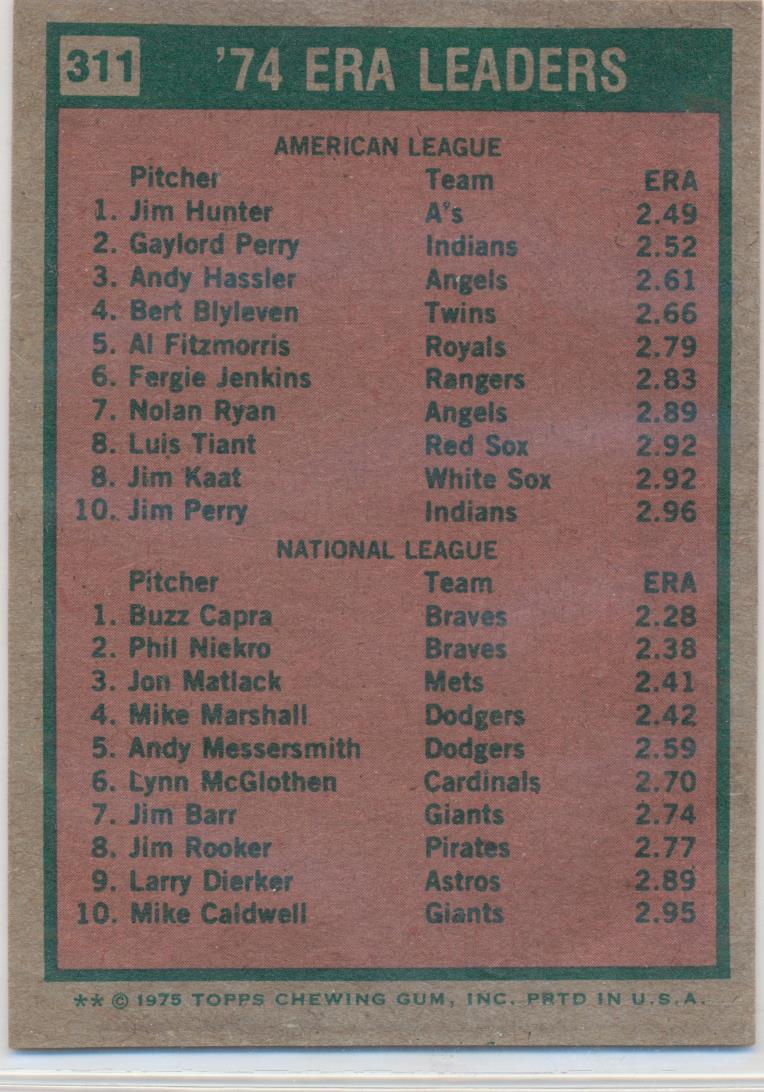 311 '74 ERA LEADERS
AMERICAN LEAGUE
Pitcher Team ERA
1. Jim Hunter A's 2.49
2. Gaylord Perry Indians 2.52
3. Andy Hassler Angels 2.61
4. Bert Blyleven Twins 2.66
5. Al Fitzmorris Royals 2.79
6. Fergie Jenkins Rangers 2.83
7. Nolan Ryan Angels 2.89
8. Luis Tiant Red Sox 2.92
8. Jim Kaat White Sox 2.92
10. Jim Perry Indians 2.96
NATIONAL LEAGUE
Pitcher Team ERA
1. Buzz Capra Braves 2.28
2. Phil Niekro Braves 2.38
3. Jon Matlack Mets 2.41
4. Mike Marshall Dodgers 2.42
5. Andy Messersmith Dodgers 2.59
6. Lynn McGlothen Cardinals 2.70
7. Jim Barr Giants 2.74
8. Jim Rooker Pirates 2.77
9. Larry Dierker Astros 2.89
10. Mike Caldwell Giants 2.95
** © 1975 TOPPS CHEWING GUM, INC. PRTD IN U.S.A.